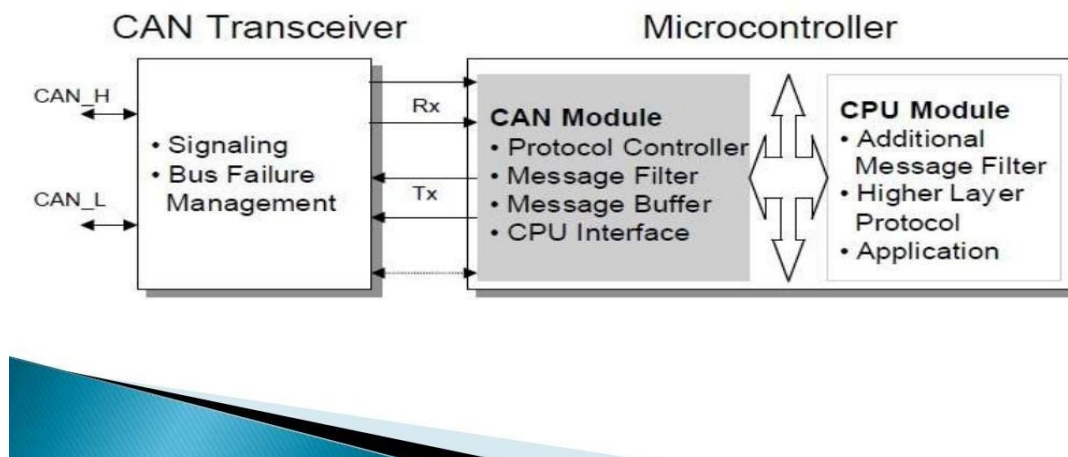 CAN Transceiver
Microcontroller
CAN_H
CAN_L
• Signaling
• Bus Failure
Management
Rx
Tx
CAN Module
• Protocol Controller
• Message Filter
• Message Buffer
• CPU Interface
CPU Module
• Additional
Message Filter
• Higher Layer
Protocol
• Application